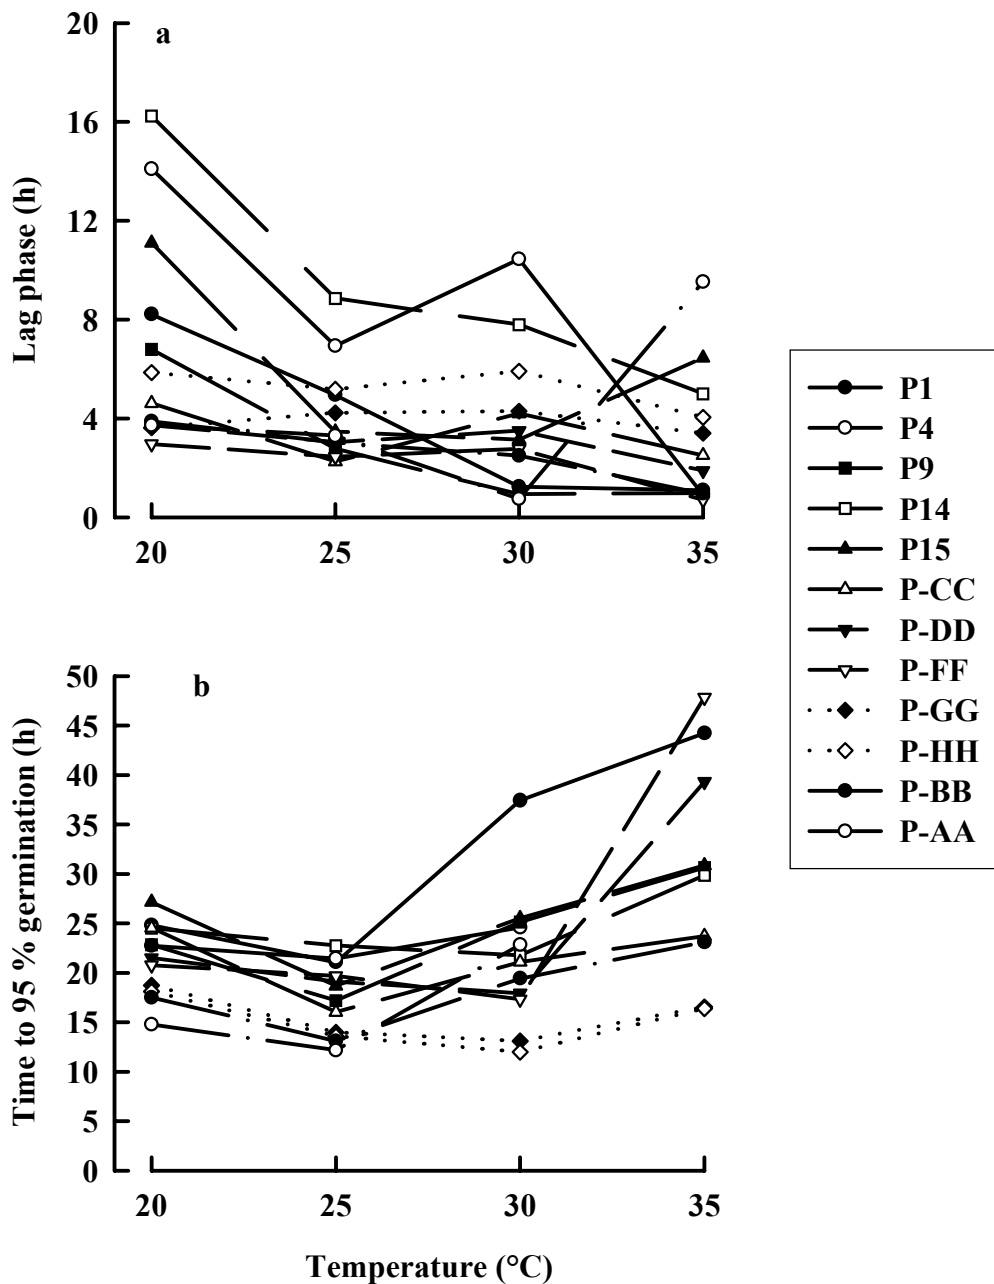 a
20
16
12
8
4
0
Lag phase (h)
20 25 30 35
b
50
45
40
35
30
25
20
15
10
5
0
Time to 95 % germination (h)
20 25 30 35
Temperature (°C)
P1
P4
P9
P14
P15
P-CC
P-DD
P-FF
P-GG
P-HH
P-BB
P-AA